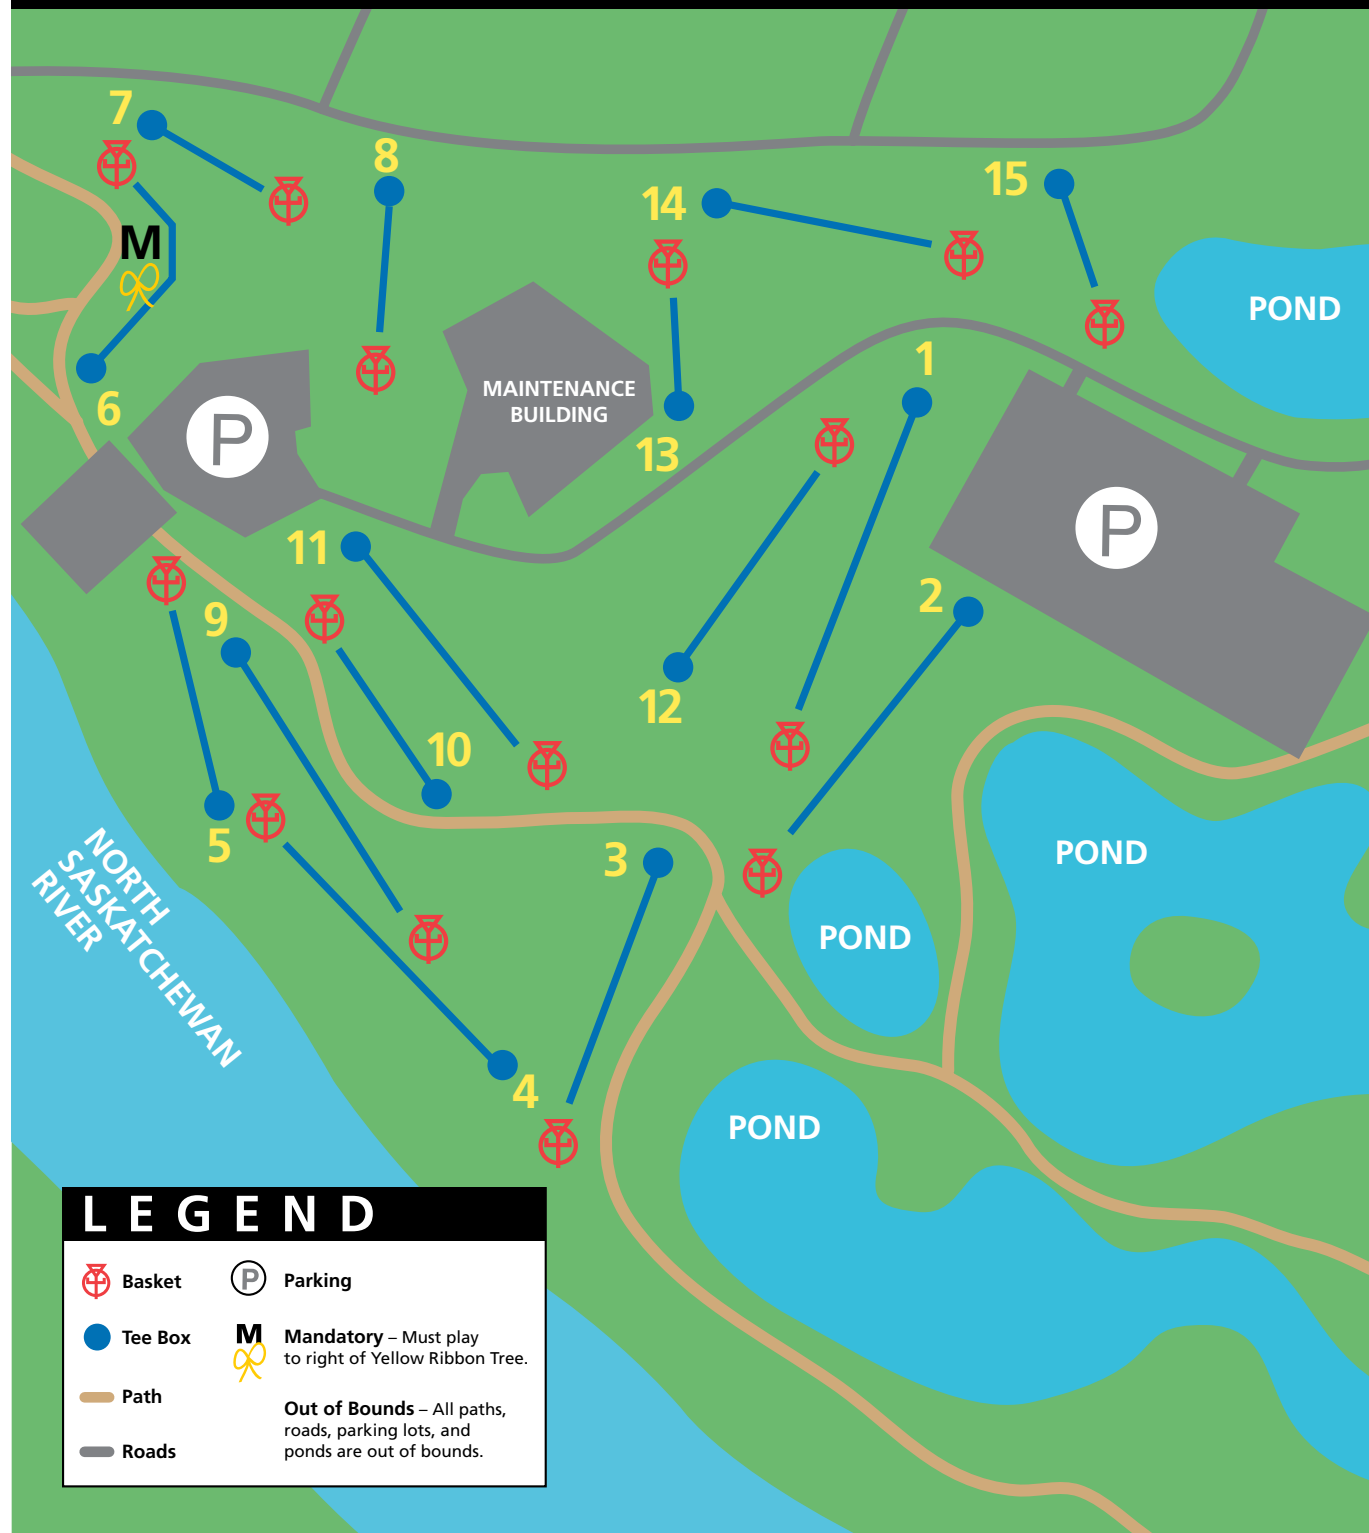 7
8
14
15
M
POND
1
6
MAINTENANCE
BUILDING
P
13
P
11
2
9
12
10
5
3
POND
NORTH
SASKATCHEWAN
RIVER
POND
4
POND
LEGEND
Basket
P Parking
Tee Box
M Mandatory – Must play
to right of Yellow Ribbon Tree.
Path
Out of Bounds – All paths,
roads, parking lots, and
ponds are out of bounds.
Roads